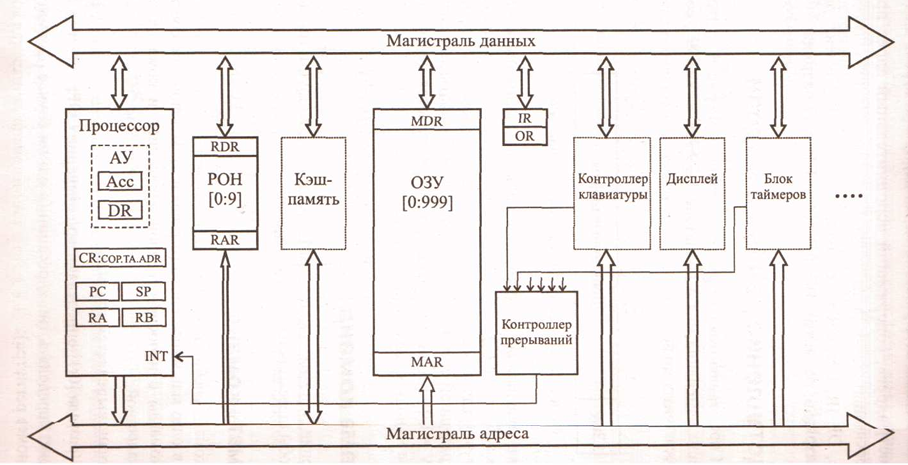 Магистраль данных
Процессор
АУ
Acc
DR
CR:COP.TA.ADR
PC
SP
RA
RB
INT
RDR
РОН
[0:9]
RAR
Кэш-
память
MDR
ОЗУ
[0:999]
MAR
IR
OR
Контроллер
клавиатуры
Дисплей
Блок
таймеров
....
Контроллер
прерываний
Магистраль адреса